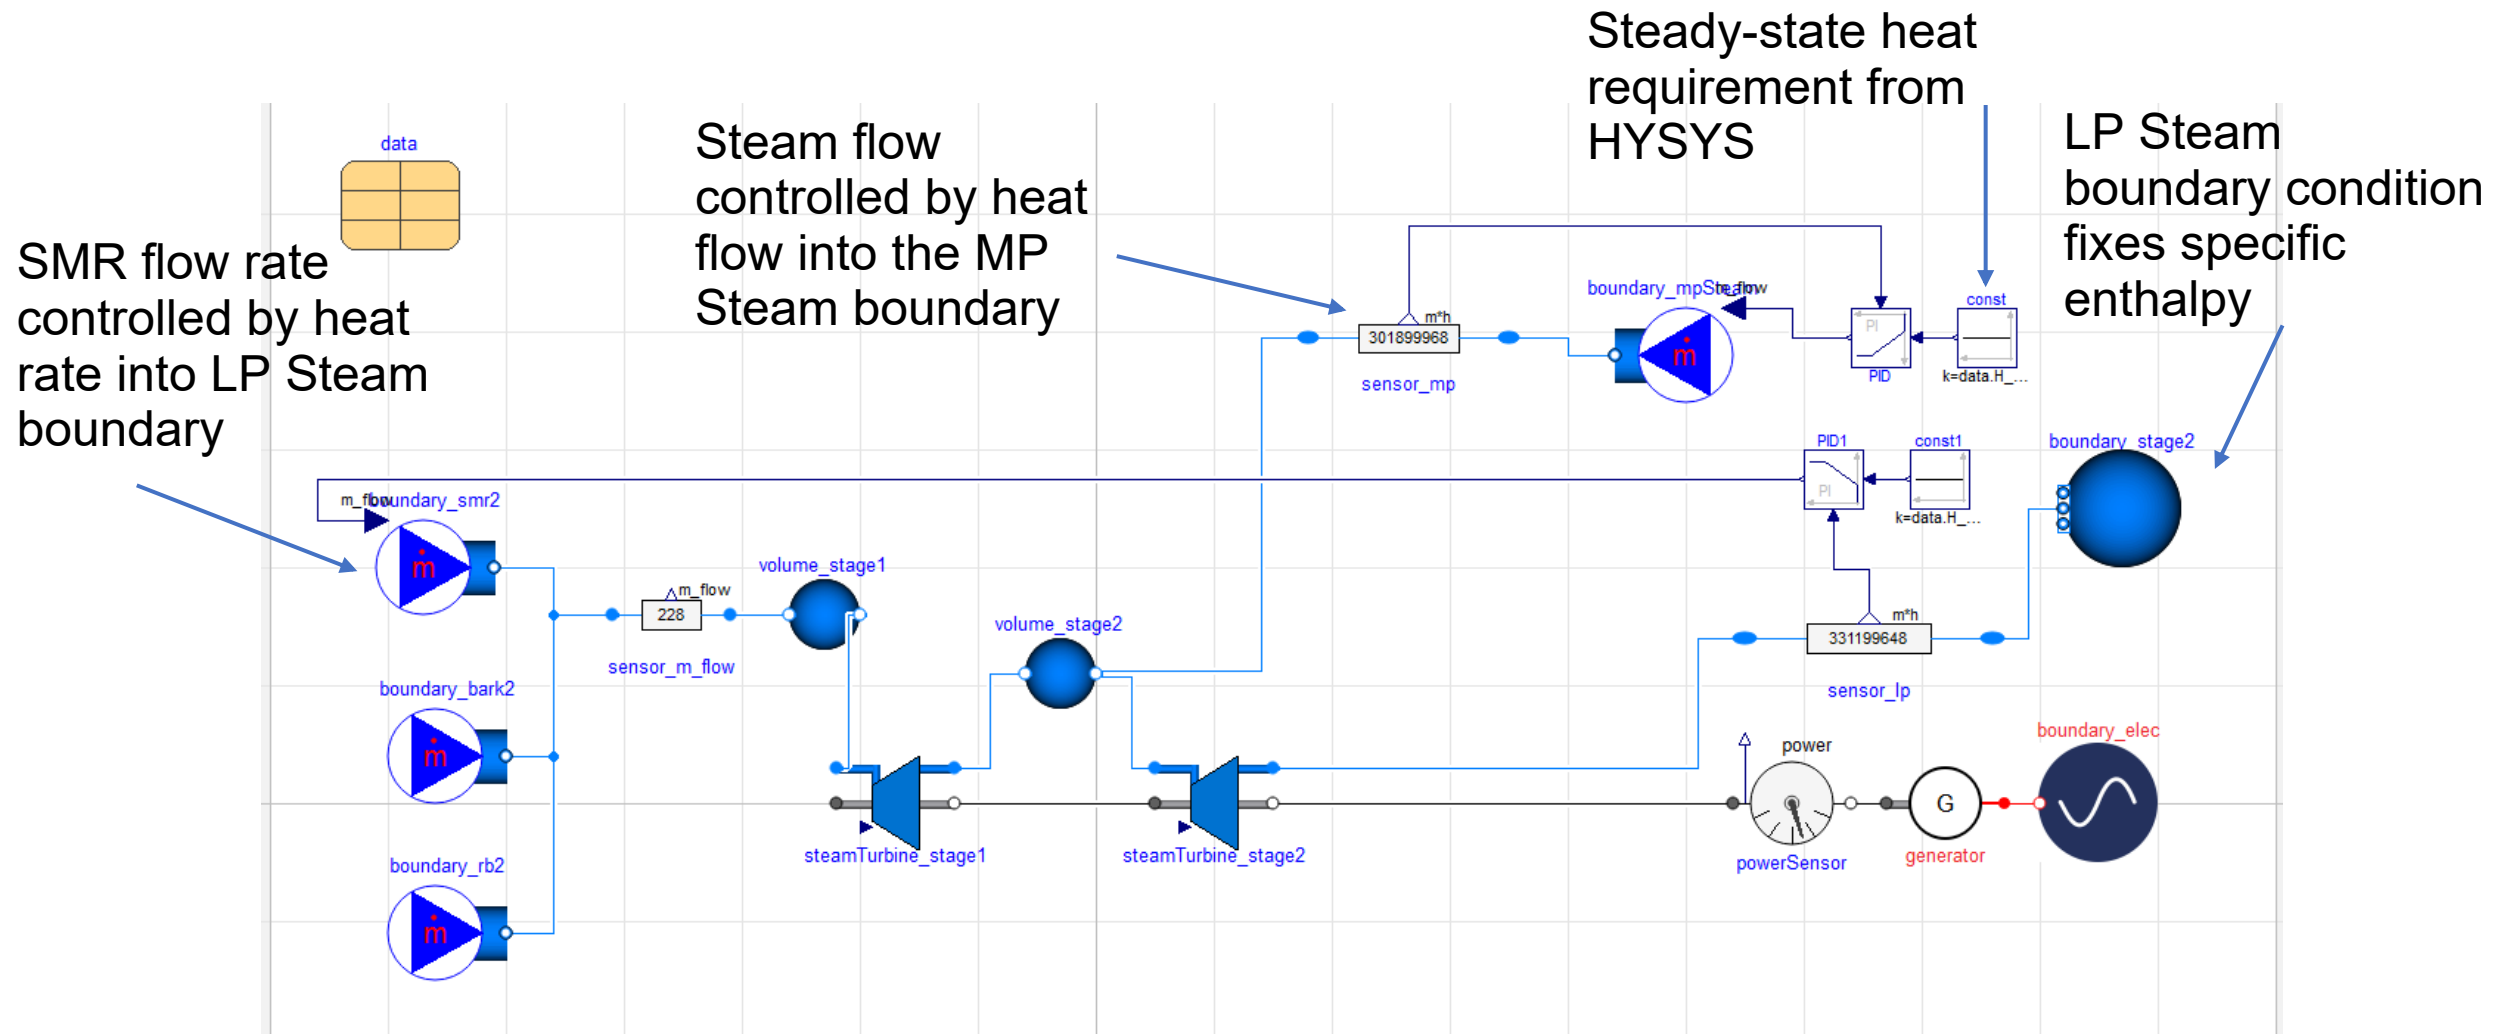 Steady-state heat
requirement from
HYSYS
LP Steam
boundary condition
fixes specific
enthalpy
Steam flow
controlled by heat
flow into the MP
Steam boundary
data
SMR flow rate
controlled by heat
rate into LP Steam
boundary
boundary_mpSteam
m_flow
const
m*h
301899968
PI
sensor_mp
PID
k=data.H_...
PID1
const1
boundary_stage2
PI
k=data.H_...
m_flow
boundary_smr2
ṁ
volume_stage1
m_flow
228
sensor_m_flow
volume_stage2
m*h
331199648
sensor_lp
boundary_bark2
ṁ
boundary_elec
power
G
steamTurbine_stage1
steamTurbine_stage2
powerSensor
generator
boundary_rb2
ṁ
ṁ